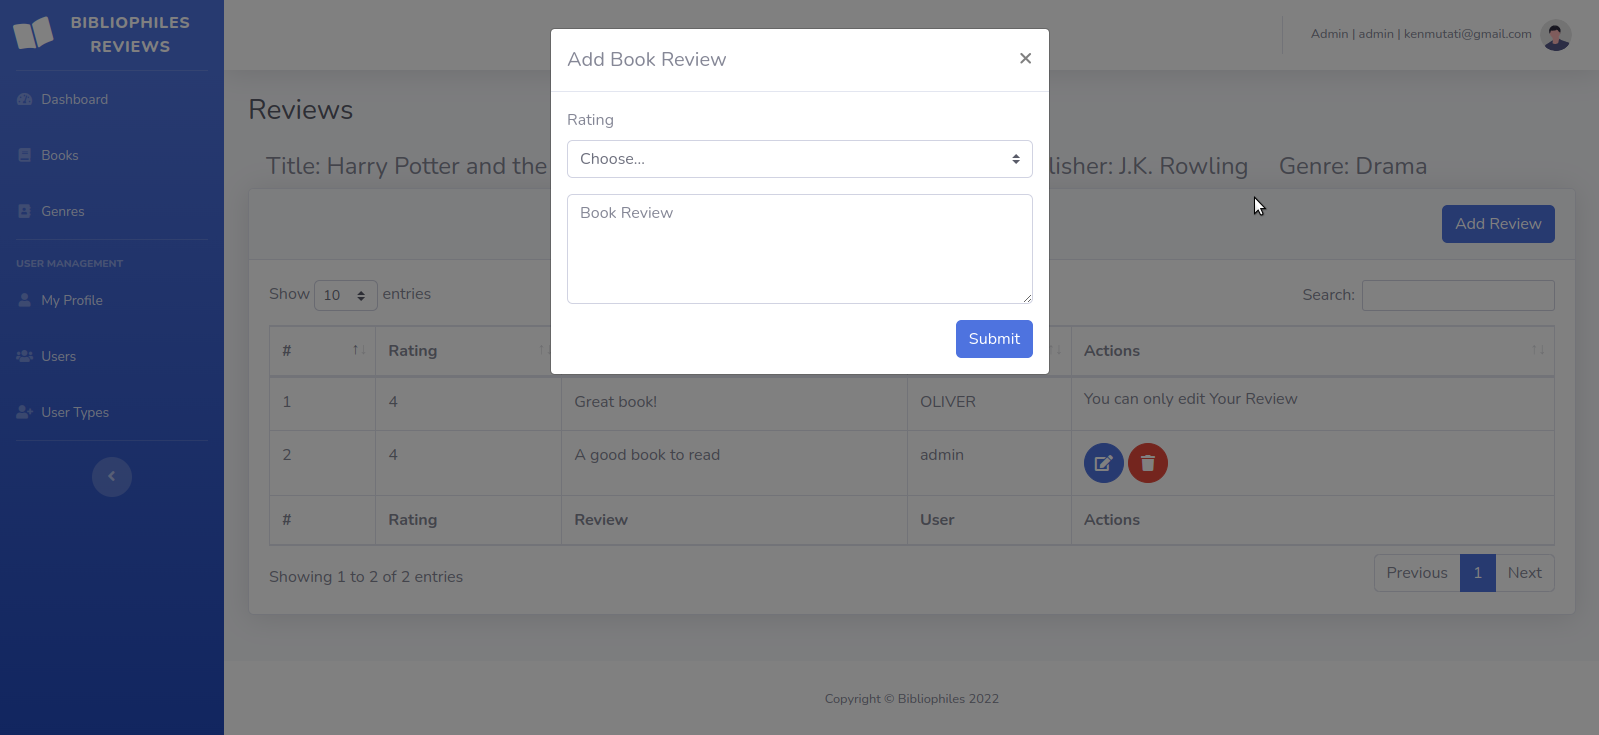 BIBLIOPHILES
REVIEWS
Admin | admin | kenmutati@gmail.com
Dashboard
Books
Genres
USER MANAGEMENT
My Profile
Users
User Types
Reviews
Title: Harry Potter and the
lisher: J.K. Rowling
Genre: Drama
Add Review
Add Book Review
×
Rating
Choose...
Book Review
Submit
Show 10 entries
Search:
# Rating Actions
1 4 Great book! OLIVER You can only edit Your Review
2 4 A good book to read admin
# Rating Review User Actions
Showing 1 to 2 of 2 entries
Previous 1 Next
Copyright © Bibliophiles 2022